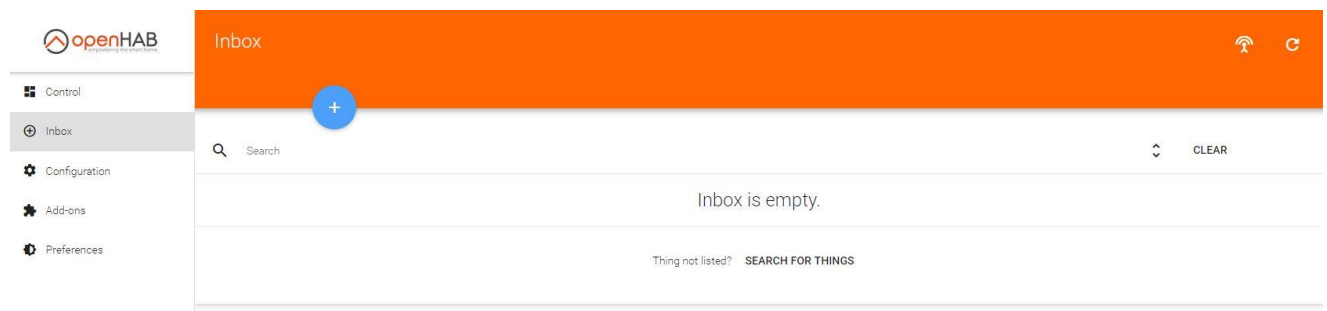 openHAB
empowering the smart home
Inbox
Control
Inbox
Configuration
Add-ons
Preferences
Search
CLEAR
Inbox is empty.
Thing not listed? SEARCH FOR THINGS